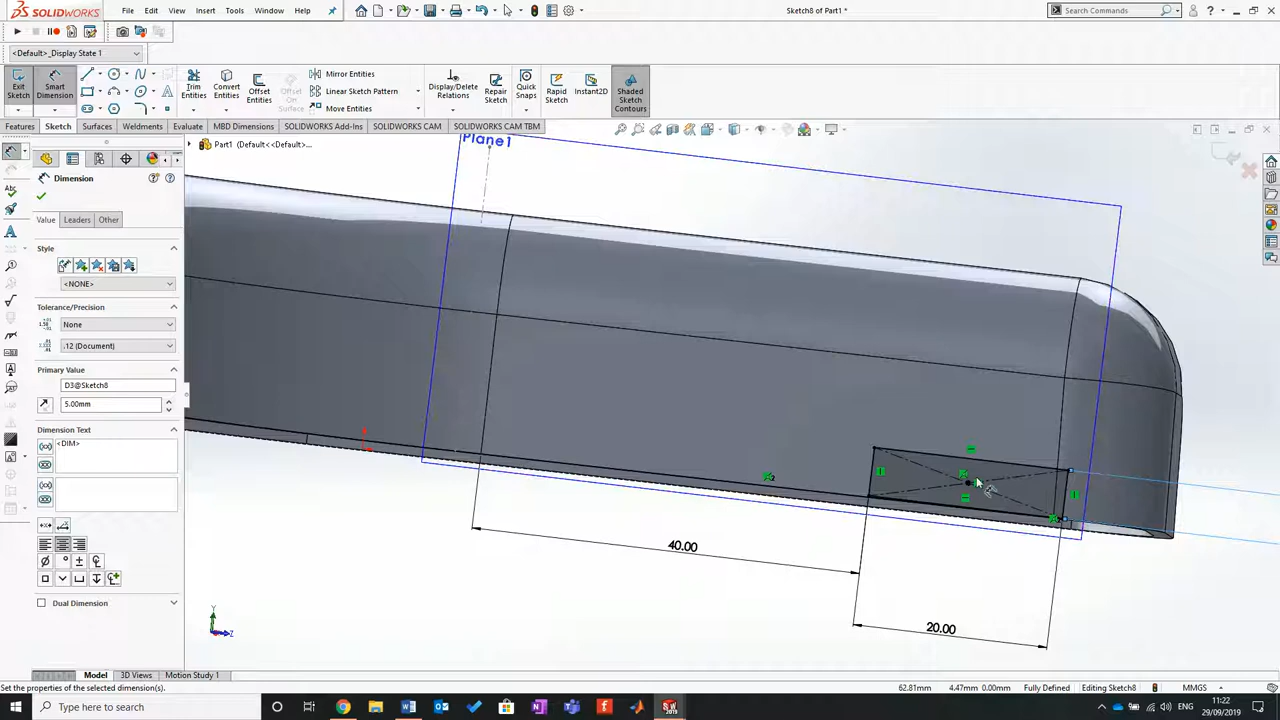 SOLIDWORKS
File
Edit
View
Insert
Tools
Window
Help
Sketch8 of Part1 *
Search Commands
<Default>_Display State 1
Exit Sketch
Smart Dimension
Trim Entities
Convert Entities
Offset Entities
Offset On Surface
Mirror Entities
Linear Sketch Pattern
Move Entities
Display/Delete Relations
Repair Sketch
Quick Snaps
Rapid Sketch
Instant2D
Shaded Sketch Contours
Features
Sketch
Surfaces
Weldments
Evaluate
MBD Dimensions
SOLIDWORKS Add-Ins
SOLIDWORKS CAM
SOLIDWORKS CAM TBM
Part1 (Default<<Default>...
Plane1
Dimension
Value
Leaders
Other
Style
<NONE>
Tolerance/Precision
None
.12 (Document)
Primary Value
D3@Sketch8
5.00mm
Dimension Text
<DIM>
Dual Dimension
40.00
20.00
Y
Z
Model
3D Views
Motion Study 1
Set the properties of the selected dimension(s).
62.81mm
4.47mm 0.00mm
Fully Defined
Editing Sketch8
MMGS
Type here to search
ENG
11:22
29/09/2019